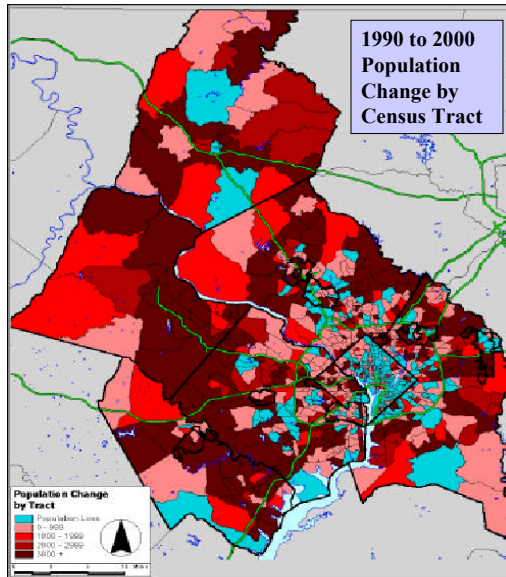 1990 to 2000
Population
Change by
Census Tract
Population Change
by Tract
Population Loss
0 - 999
1000 - 1999
2000 - 2999
3000 +